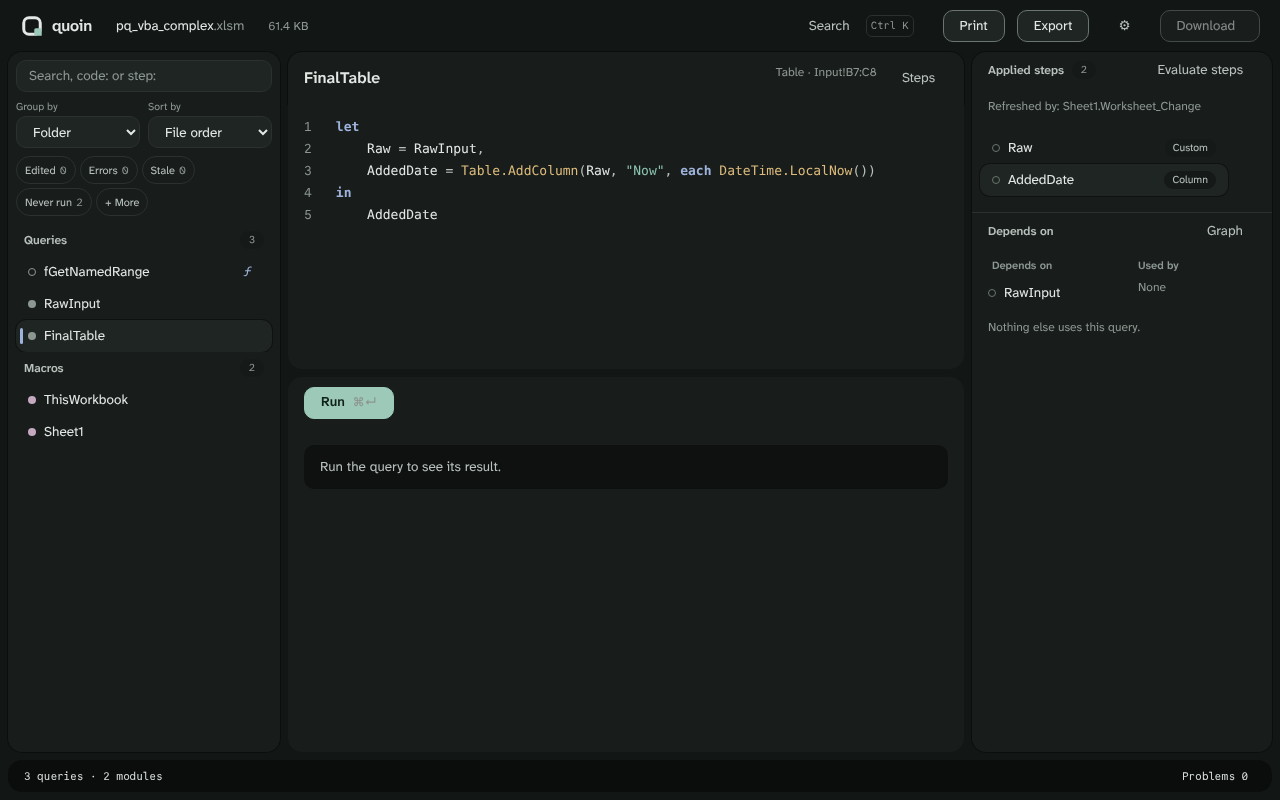 quoin pq_vba_complex.xlsm 61.4 KB Search Ctrl K Print Export ⚙ Download
Search, code: or step:
Group by Sort by
Folder File order
Edited 0 Errors 0 Stale 0
Never run 2 + More
Queries 3
fGetNamedRange ƒ
RawInput
FinalTable
Macros 2
ThisWorkbook
Sheet1
FinalTable Table · Input!B7:C8 Steps
1 let
2 Raw = RawInput,
3 AddedDate = Table.AddColumn(Raw, "Now", each DateTime.LocalNow())
4 in
5 AddedDate
Run ⌘↵
Run the query to see its result.
Applied steps 2 Evaluate steps
Refreshed by: Sheet1.Worksheet_Change
Raw Custom
AddedDate Column
Depends on Graph
Depends on Used by
RawInput None
Nothing else uses this query.
3 queries · 2 modules Problems 0